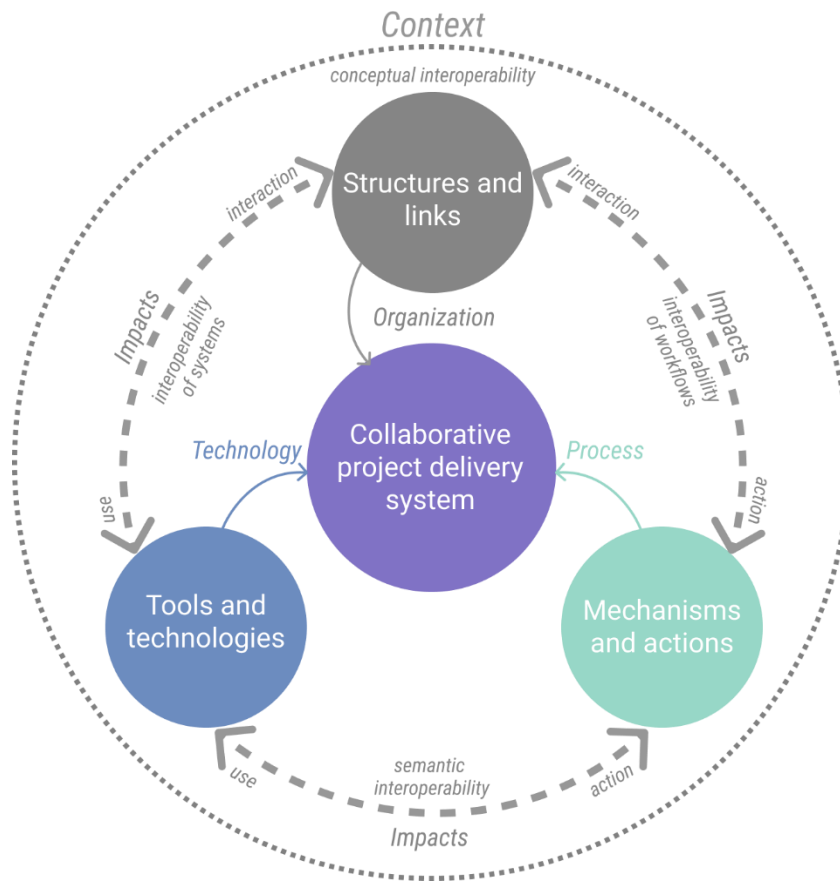 Context
conceptual interoperability
Structures and
links
interaction
interaction
Impacts
interoperability
of systems
Impacts
interoperability
of workflows
Organization
Technology
Collaborative
project delivery
system
Process
use
action
Tools and
technologies
Mechanisms
and actions
use
semantic
interoperability
action
Impacts